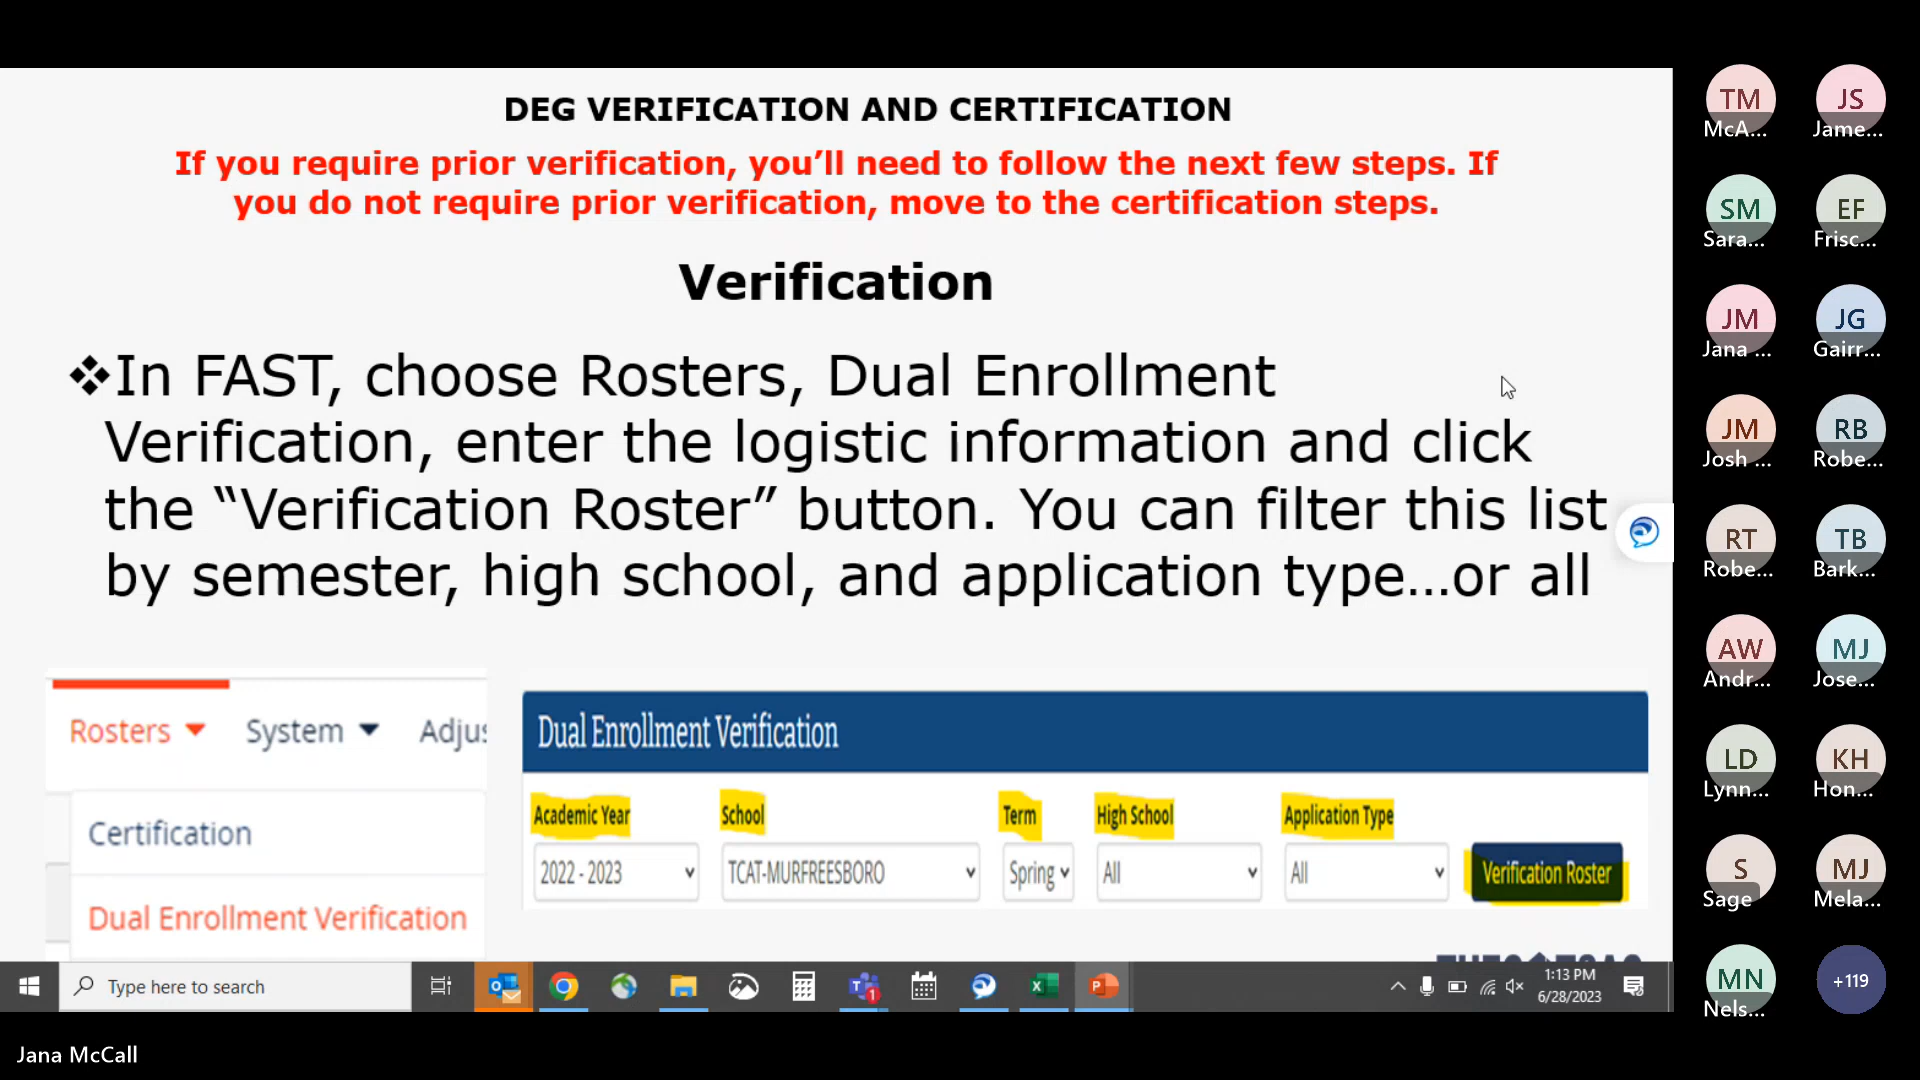 DEG VERIFICATION AND CERTIFICATION
If you require prior verification, you’ll need to follow the next few steps. If
you do not require prior verification, move to the certification steps.
Verification
❖In FAST, choose Rosters, Dual Enrollment
Verification, enter the logistic information and click
the “Verification Roster” button. You can filter this list
by semester, high school, and application type…or all
Rosters System Adjus
Certification
Dual Enrollment Verification
Dual Enrollment Verification
Academic Year School Term High School Application Type
2022 - 2023 TCAT-MURFREESBORO Spring All All Verification Roster
TM JS
McA... Jame...
SM EF
Sara... Frisc...
JM JG
Jana ... Gairr...
JM RB
Josh ... Robe...
RT TB
Robe... Bark...
AW MJ
Andr... Jose...
LD KH
Lynn... Hon...
S MJ
Sage Mela...
MN +119
Nels...
Type here to search
1:13 PM
6/28/2023
Jana McCall